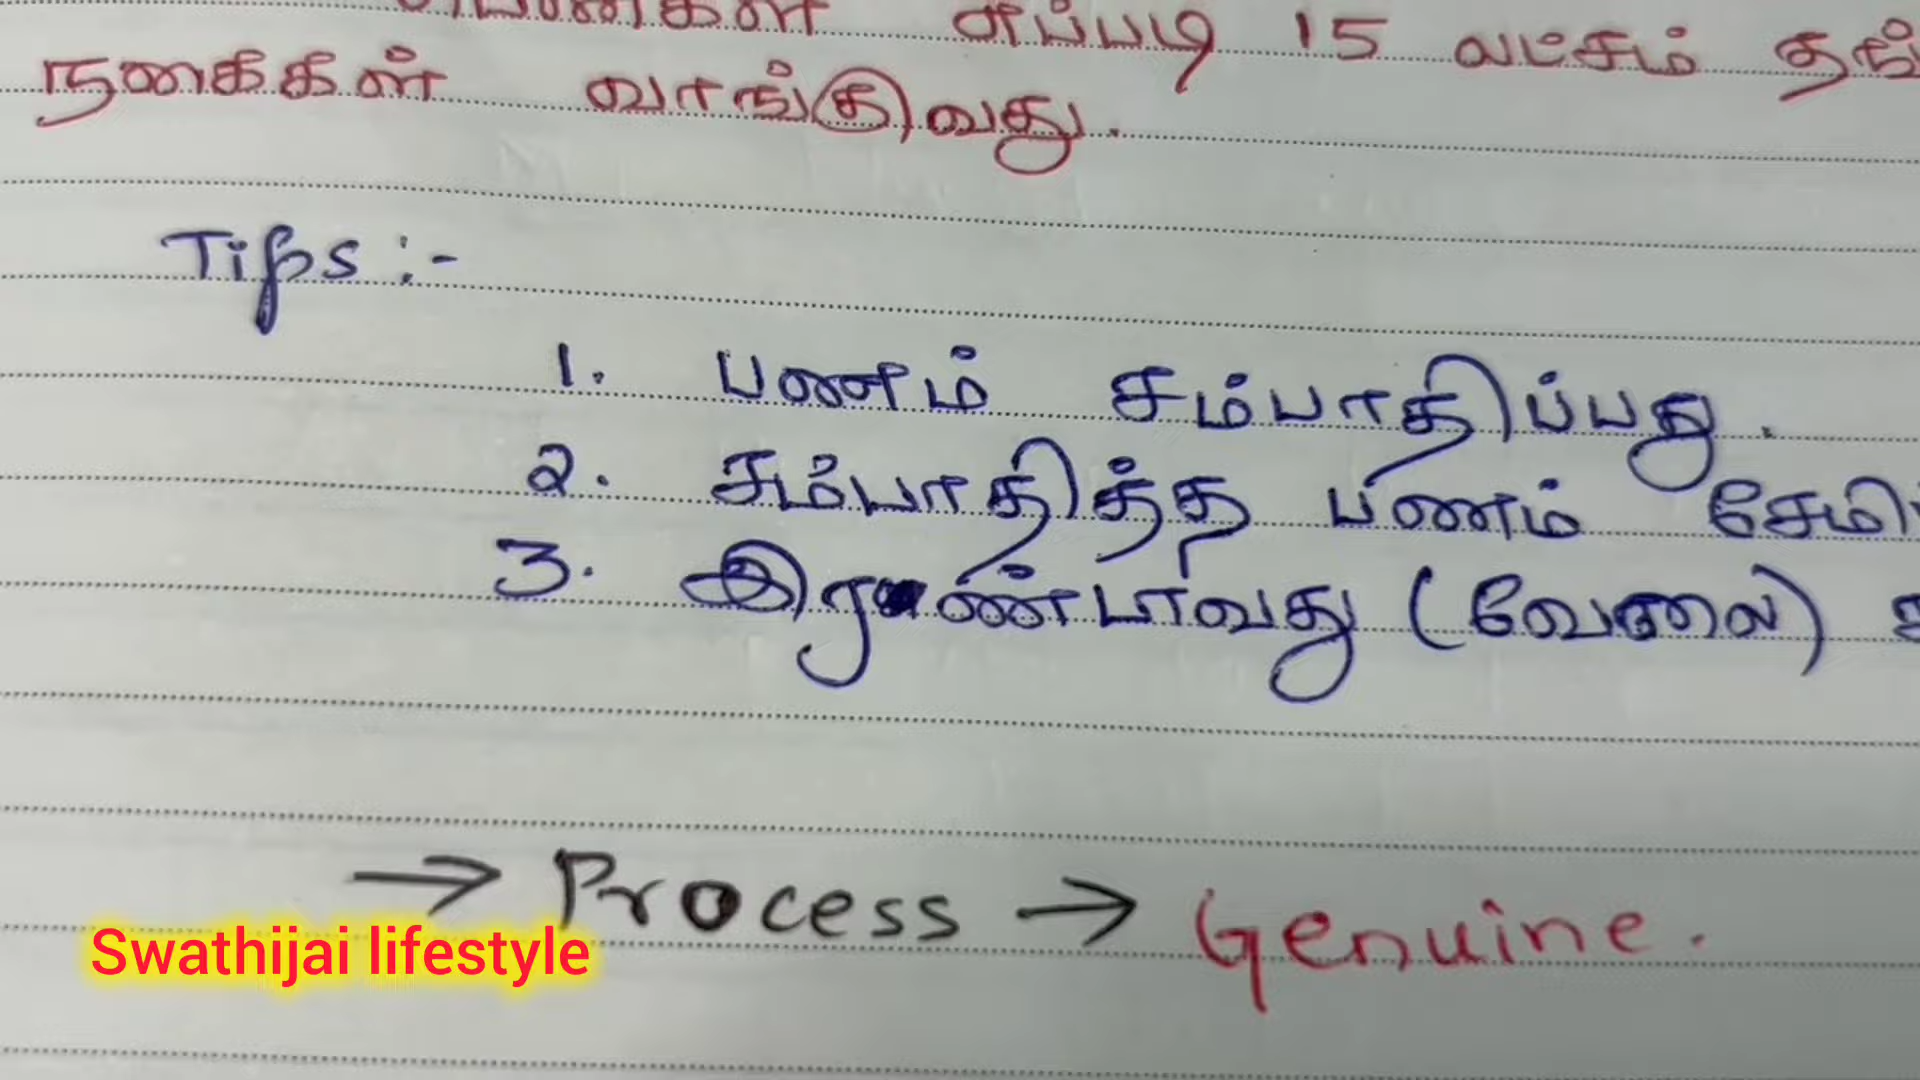 எப்படி 15 லட்சம்
நகைகள் வாங்குவது.
Tips :-
1. பணம் சம்பாதிப்பது.
2. சம்பாதித்த பணம்
3. இரண்டாவது (வேலை)
→ Process → Genuine.
Swathijai lifestyle